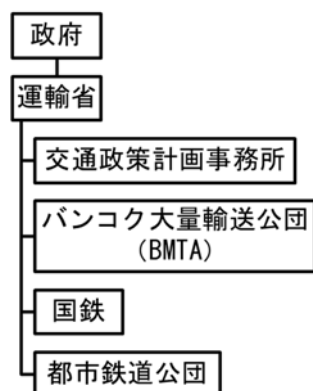 政府
運輸省
交通政策計画事務所
バンコク大量輸送公団
(BMTA)
国鉄
都市鉄道公団